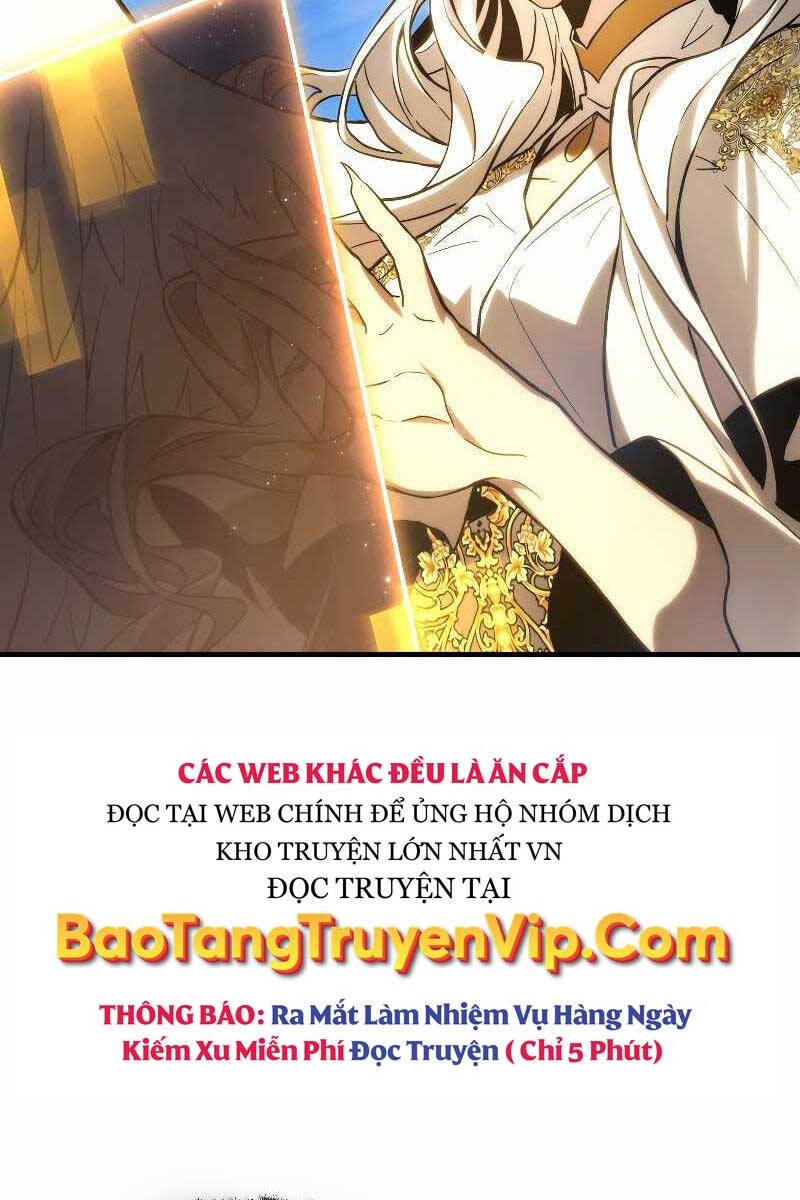 CÁC WEB KHÁC ĐỀU LÀ ĂN CẮP
ĐỌC TẠI WEB CHÍNH ĐỂ ỦNG HỘ NHÓM DỊCH
KHO TRUYỆN LỚN NHẤT VN
ĐỌC TRUYỆN TẠI
BaoTangTruyenVip.Com
THÔNG BÁO: Ra Mắt Làm Nhiệm Vụ Hàng Ngày
Kiếm Xu Miễn Phí Đọc Truyện ( Chỉ 5 Phút)